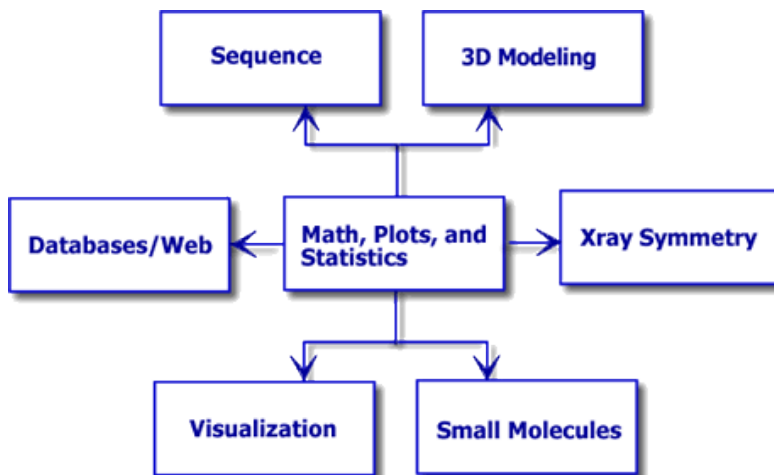 Sequence
3D Modeling
Databases/Web
Math, Plots, and
Statistics
Xray Symmetry
Visualization
Small Molecules